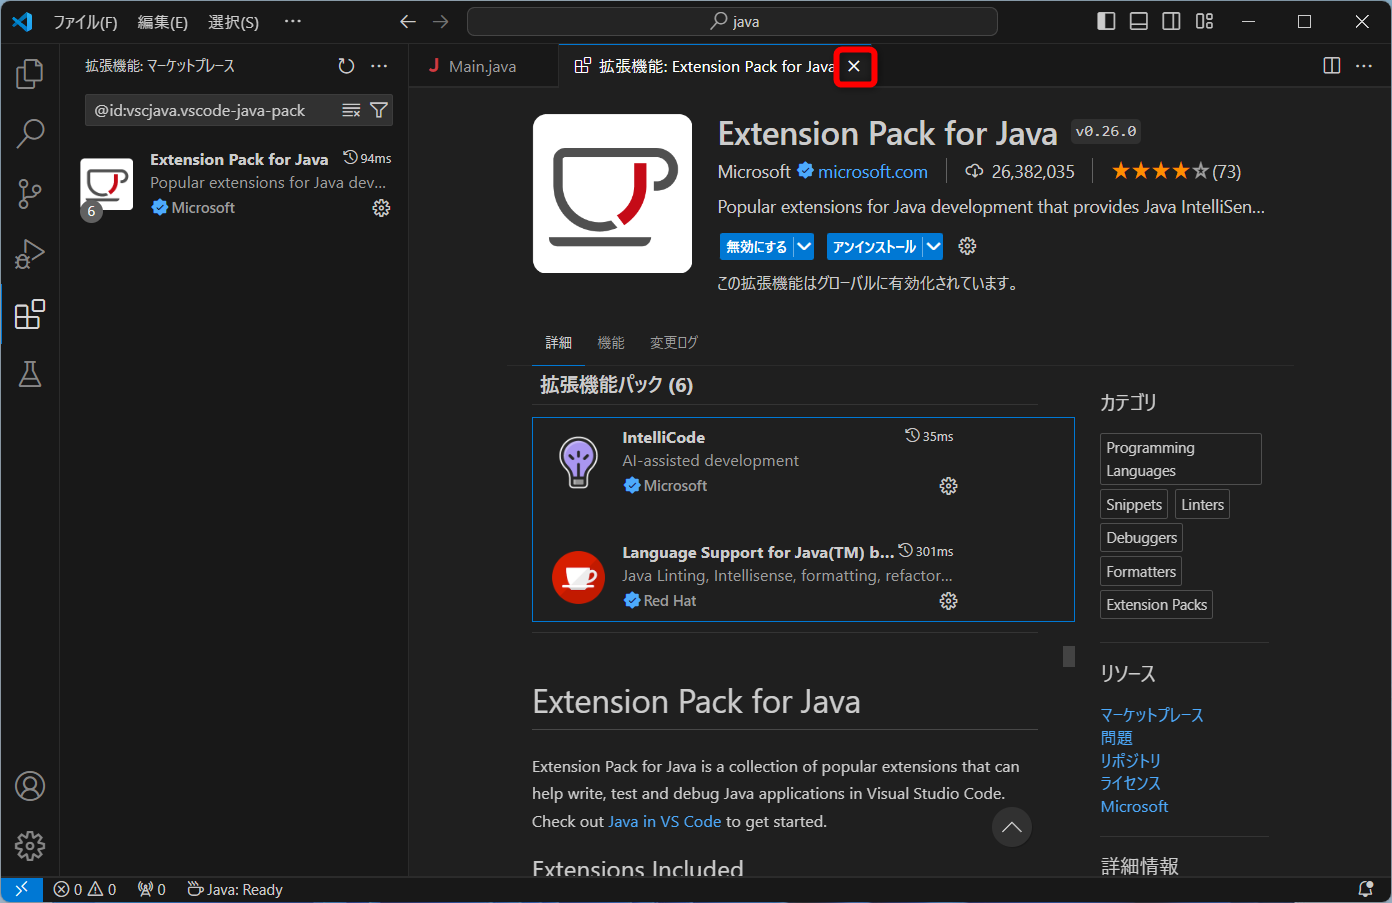 ファイル(F) 編集(E) 選択(S) ···
java
拡張機能: マーケットプレース
Main.java
拡張機能: Extension Pack for Java
@id:vscjava.vscode-java-pack
Extension Pack for Java 94ms
Popular extensions for Java dev...
Microsoft
6
Extension Pack for Java v0.26.0
Microsoft microsoft.com 26,382,035 (73)
Popular extensions for Java development that provides Java IntelliSen...
無効にする アンインストール
この拡張機能はグローバルに有効化されています。
詳細 機能 変更ログ
拡張機能パック (6)
IntelliCode 35ms
AI-assisted development
Microsoft
Language Support for Java(TM) b... 301ms
Java Linting, Intellisense, formatting, refactor...
Red Hat
Extension Pack for Java
Extension Pack for Java is a collection of popular extensions that can
help write, test and debug Java applications in Visual Studio Code.
Check out Java in VS Code to get started.
Extensions Included
カテゴリ
Programming
Languages
Snippets Linters
Debuggers
Formatters
Extension Packs
リソース
マーケットプレース
問題
リポジトリ
ライセンス
Microsoft
詳細情報
0 0 0 Java: Ready